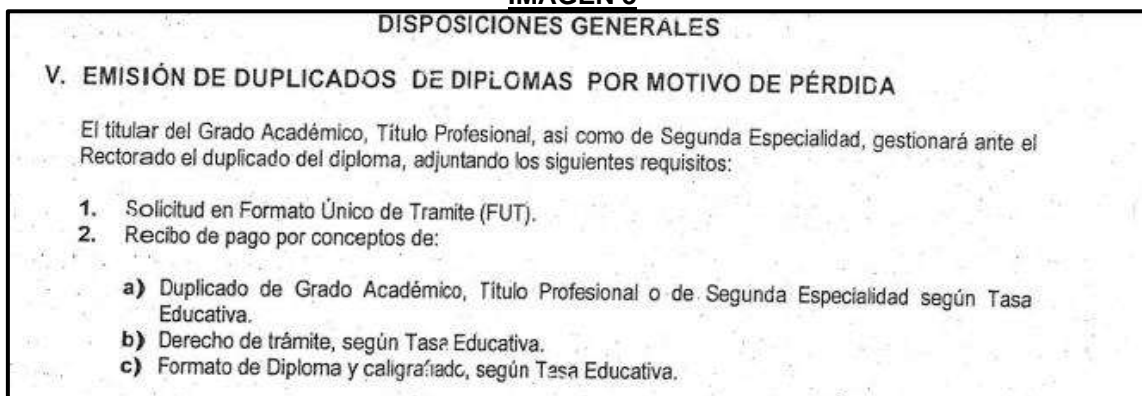 DISPOSICIONES GENERALES
V. EMISIÓN DE DUPLICADOS DE DIPLOMAS POR MOTIVO DE PÉRDIDA
El titular del Grado Académico, Título Profesional, asi como de Segunda Especialidad, gestionará ante el
Rectorado el duplicado del diploma, adjuntando los siguientes requisitos:
1. Solicitud en Formato Único de Tramite (FUT).
2. Recibo de pago por conceptos de:
a) Duplicado de Grado Académico, Título Profesional o de Segunda Especialidad según Tasa
Educativa.
b) Derecho de trámite, según Tasa Educativa.
c) Formato de Diploma y caligrafiado, según Tasa Educativa.